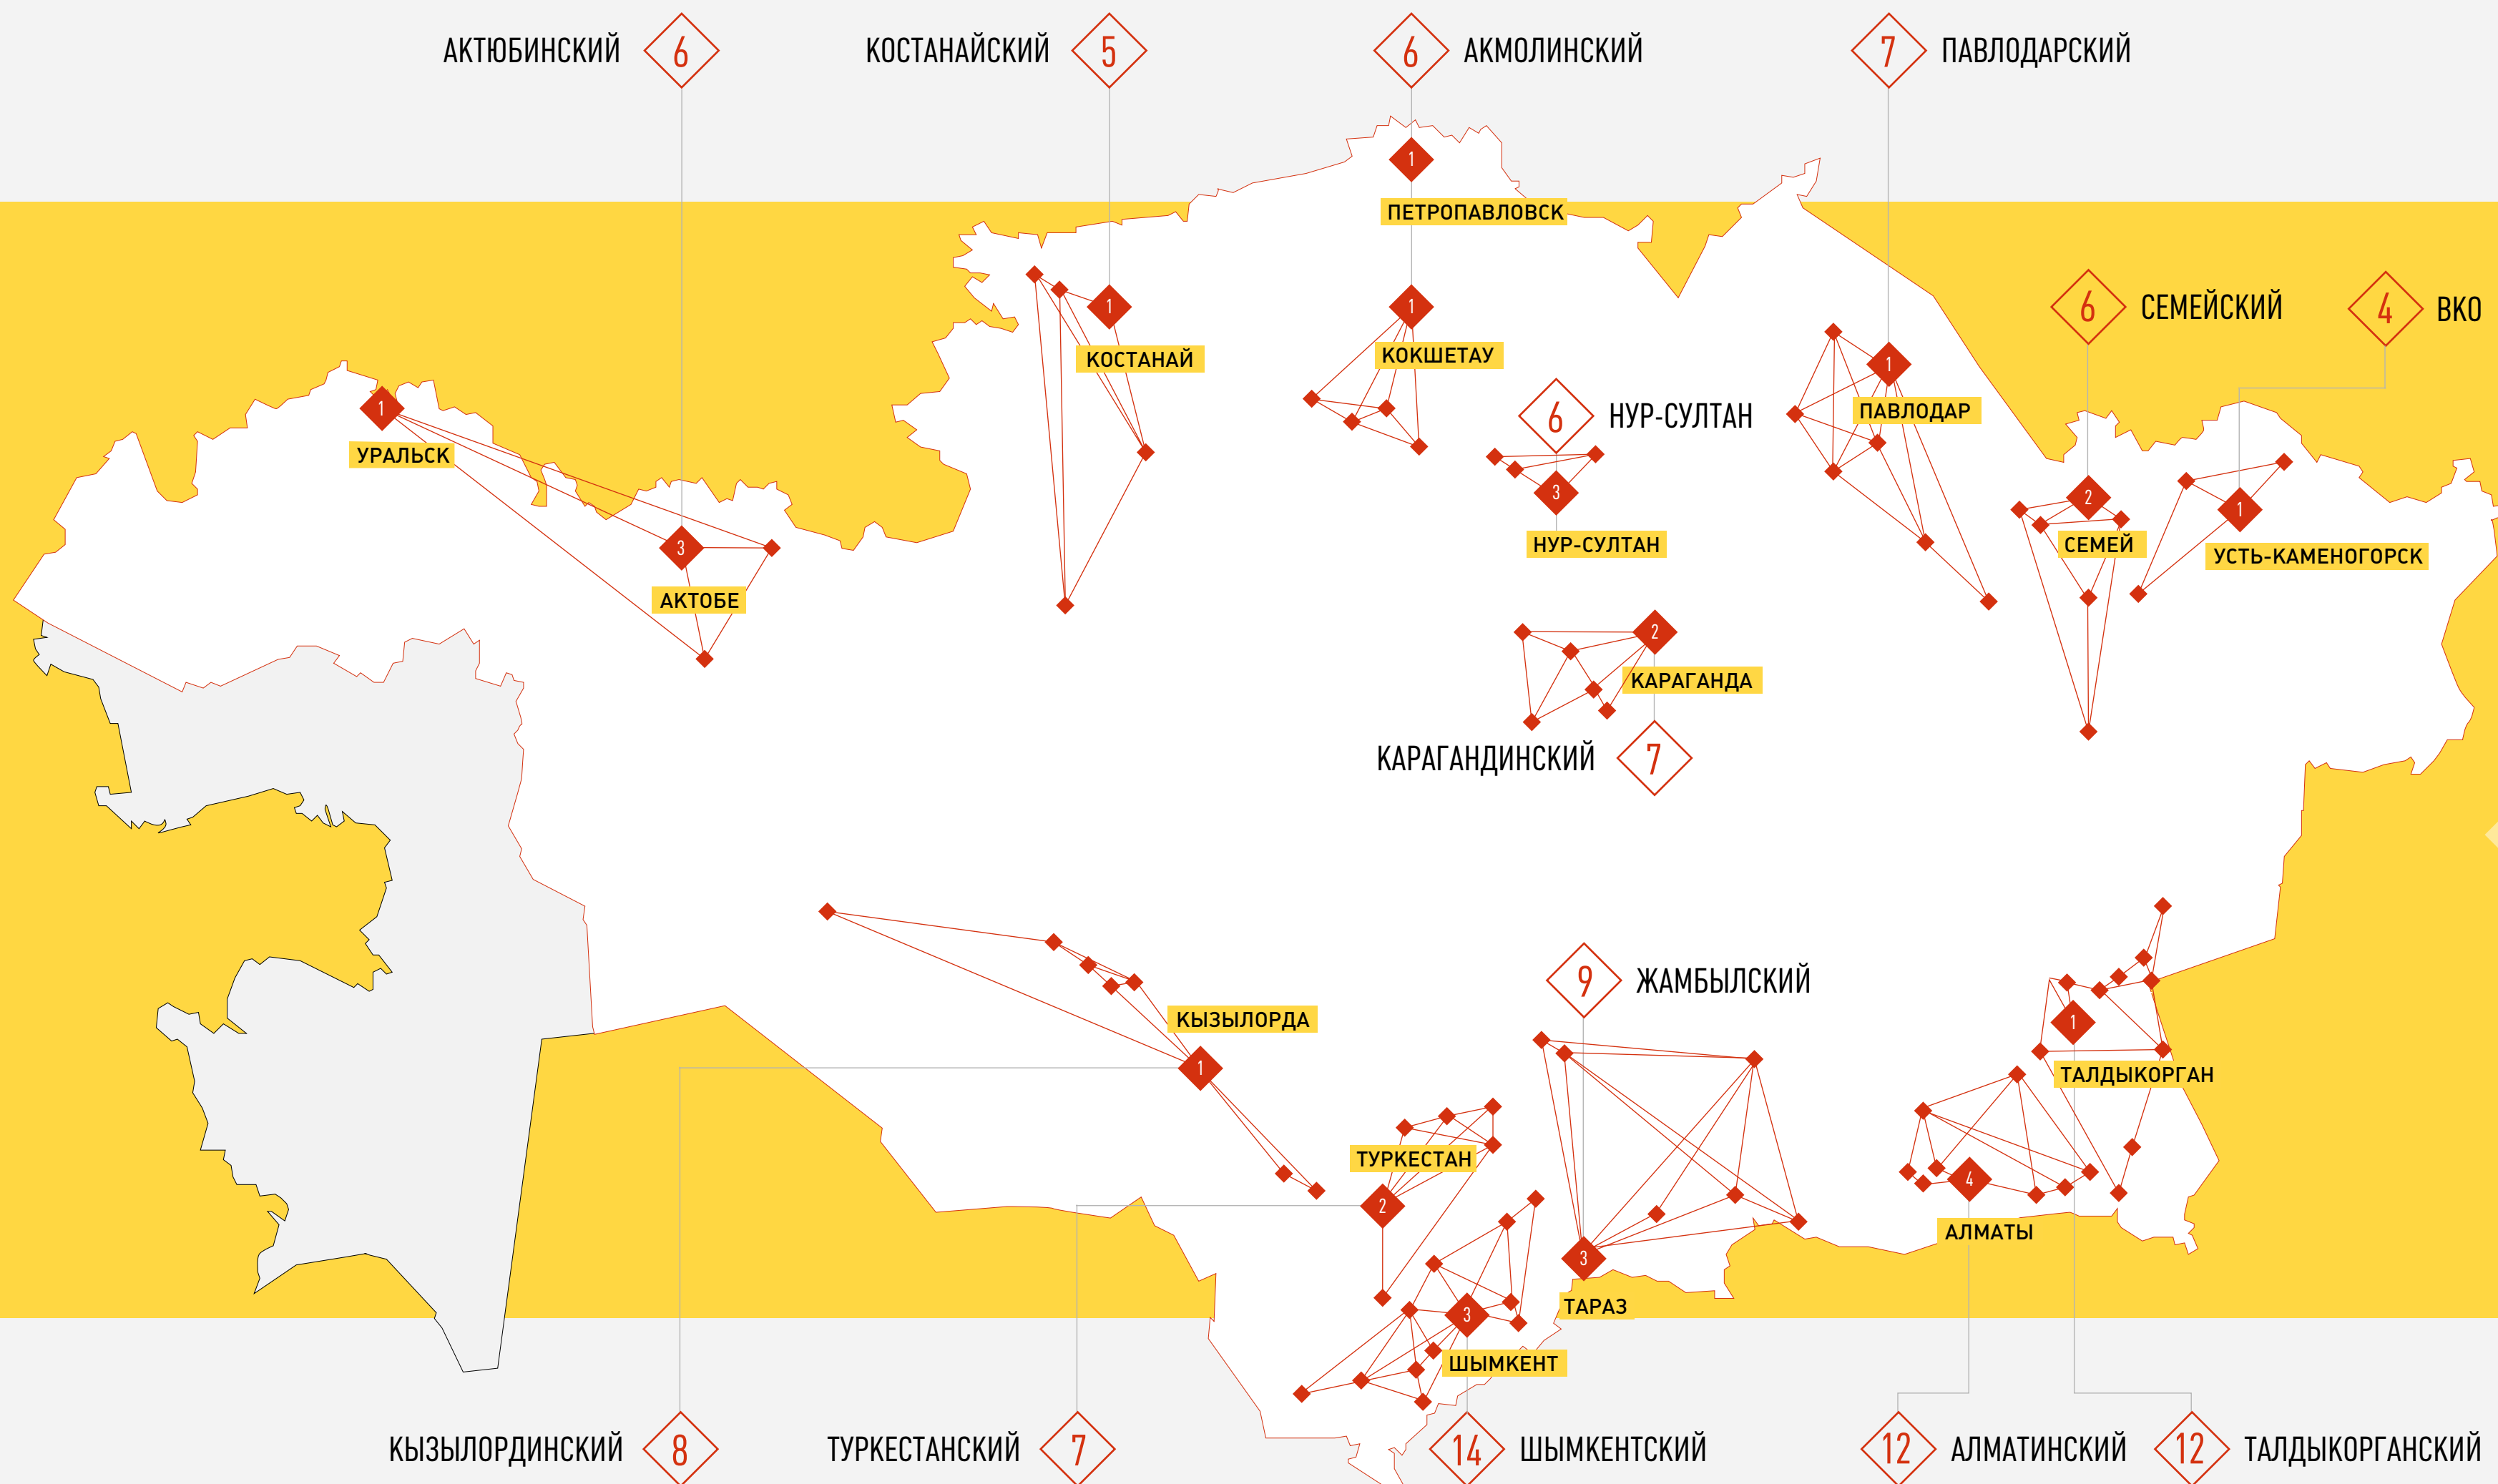 АКТЮБИНСКИЙ 6
КОСТАНАЙСКИЙ 5
6 АКМОЛИНСКИЙ
7 ПАВЛОДАРСКИЙ
1
ПЕТРОПАВЛОВСК
1
КОСТАНАЙ
1
КОКШЕТАУ
6 СЕМЕЙСКИЙ
4 ВКО
1
ПАВЛОДАР
1
УРАЛЬСК
6 НУР-СУЛТАН
3
НУР-СУЛТАН
2
СЕМЕЙ
1
УСТЬ-КАМЕНОГОРСК
3
АКТОБЕ
2
КАРАГАНДА
КАРАГАНДИНСКИЙ 7
КЫЗЫЛОРДА
1
9 ЖАМБЫЛСКИЙ
1
ТАЛДЫКОРГАН
ТУРКЕСТАН
2
4
АЛМАТЫ
3
ТАРАЗ
3
ШЫМКЕНТ
КЫЗЫЛОРДИНСКИЙ 8
ТУРКЕСТАНСКИЙ 7
14 ШЫМКЕНТСКИЙ
12 АЛМАТИНСКИЙ
12 ТАЛДЫКОРГАНСКИЙ